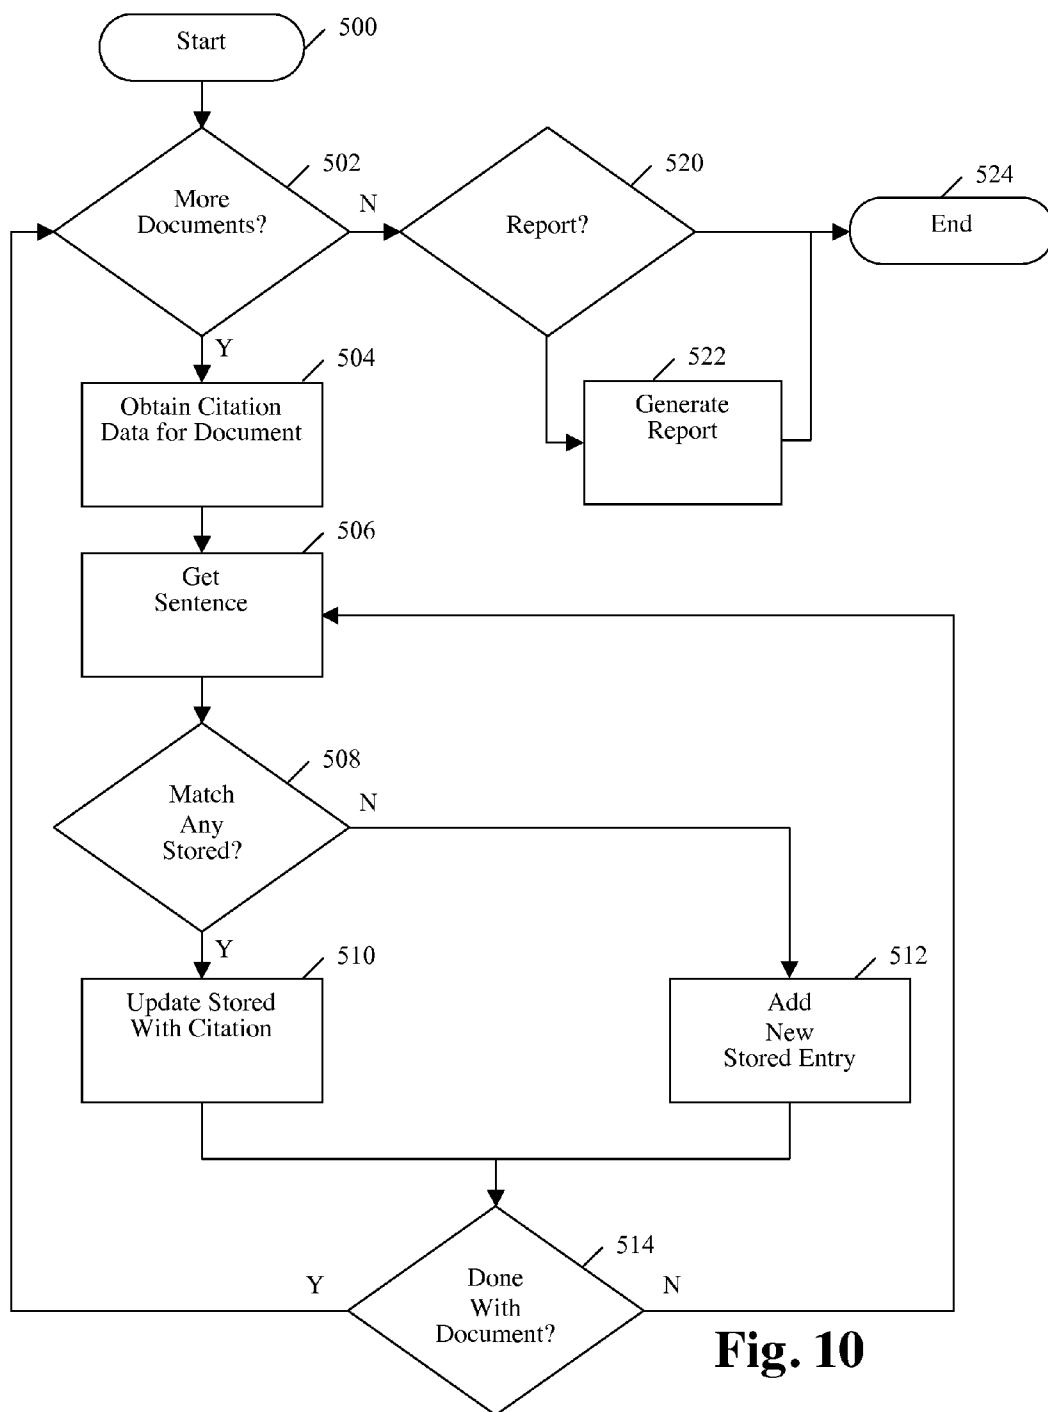 Start
500
More
Documents?
502
N
Report?
520
End
524
Y
Obtain Citation
Data for Document
504
Generate
Report
522
Get
Sentence
506
Match
Any
Stored?
508
N
Y
Update Stored
With Citation
510
Add
New
Stored Entry
512
Done
With
Document?
514
Y
N
Fig. 10